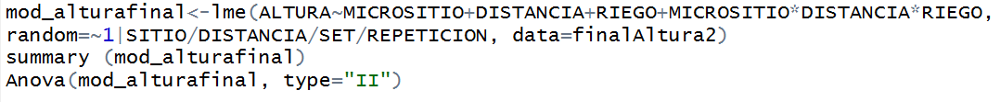 mod_alturafinal<-lme(ALTURA~MICROSITIO+DISTANCIA+RIEGO+MICROSITIO*DISTANCIA*RIEGO,
random=~1|SITIO/DISTANCIA/SET/REPETICION, data=finalAltura2)
summary (mod_alturafinal)
Anova(mod_alturafinal, type="II")